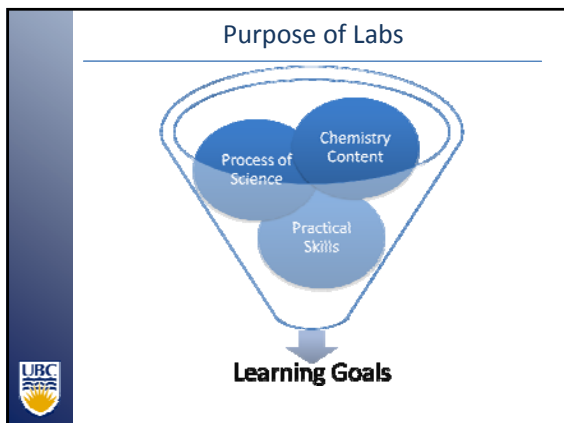 Purpose of Labs
Chemistry
Content
Process of
Science
Practical
Skills
Learning Goals
UBC